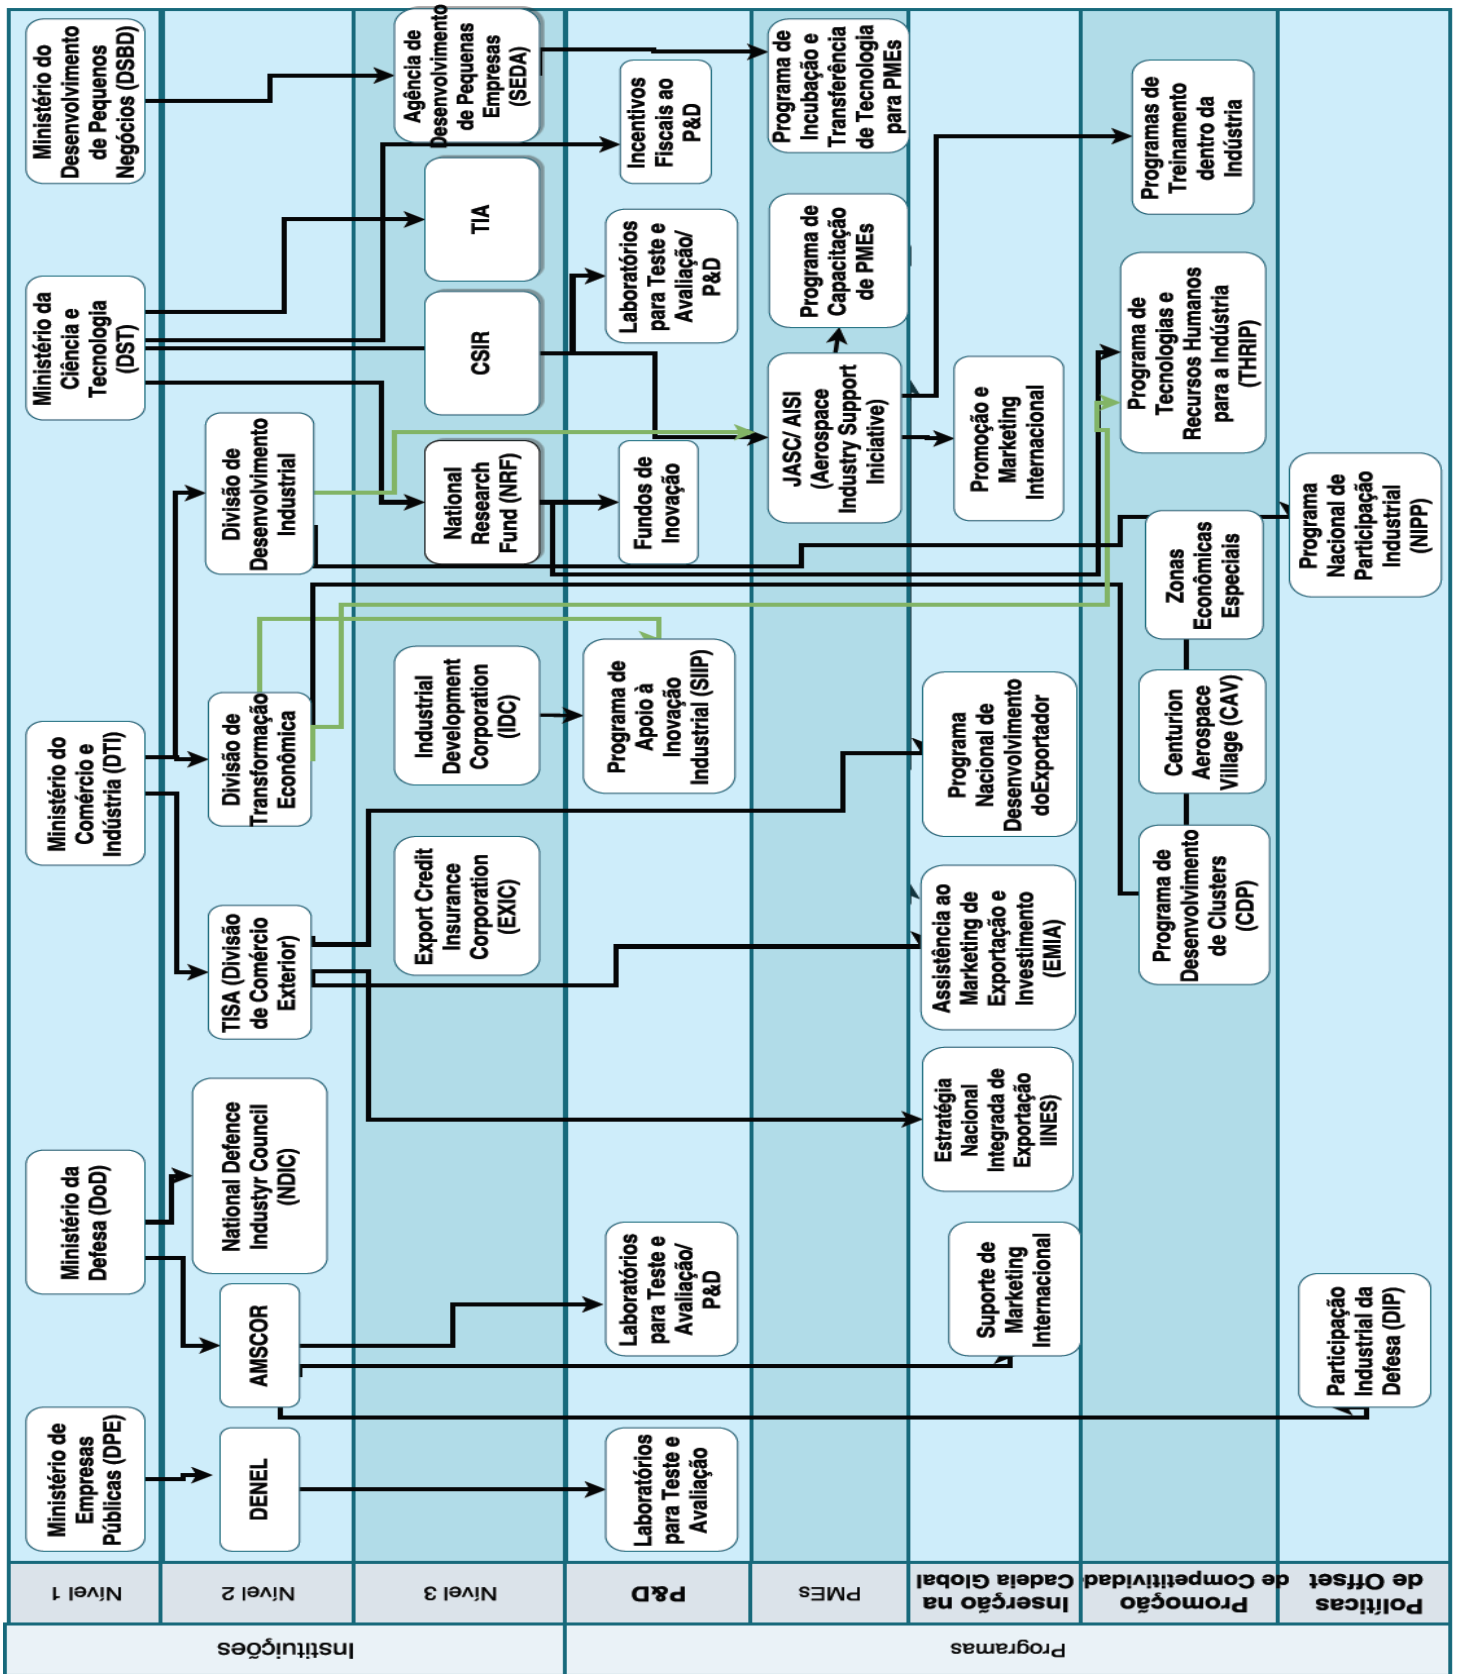 Instituições
Nível 1
Ministério de
Empresas
Públicas (DPE)
Ministério da
Defesa (DoD)
Ministério do
Comércio e
Indústria (DTI)
Ministério da
Ciência e
Tecnologia
(DST)
Ministério do
Desenvolvimento
de Pequenos
Negócios (DSBD)
Nível 2
DENEL
AMSCOR
National Defence
Industyr Council
(NDIC)
TISA (Divisão
de Comércio
Exterior)
Divisão de
Transformação
Econômica
Divisão de
Desenvolvimento
Industrial
Nível 3
Export Credit
Insurance
Corporation
(EXIC)
Industrial
Development
Corporation
(IDC)
National
Research
Fund (NRF)
CSIR
TIA
Agência de
Desenvolvimento
de Pequenas
Empresas
(SEDA)
Programas
P&D
Laboratórios
para Teste e
Avaliação
Laboratórios
para Teste e
Avaliação/
P&D
Programa de
Apoio à
Inovação
Industrial (SIIP)
Fundos de
Inovação
Laboratórios
para Teste e
Avaliação/
P&D
Incentivos
Fiscais ao
P&D
PMEs
JASC/ AISI
(Aerospace
Industry Support
Iniciative)
Programa de
Capacitação
de PMEs
Programa de
Incubação e
Transferência
de Tecnologia
para PMEs
Inserção na
Cadeia Global
Suporte de
Marketing
Internacional
Estratégia
Nacional
Integrada de
Exportação
IINES)
Assistência ao
Marketing de
Exportação e
Investimento
(EMIA)
Programa
Nacional de
Desenvolvimento
doExportador
Promoção e
Marketing
Internacional
Promoção
de Competitividad
Programa de
Desenvolvimento
de Clusters
(CDP)
Centurion
Aerospace
Village (CAV)
Zonas
Econômicas
Especiais
Programa de
Tecnologias e
Recursos Humanos
para a Indústria
(THRIP)
Programas de
Treinamento
dentro da
Indústria
Políticas
de Offset
Participação
Industrial da
Defesa (DIP)
Programa
Nacional de
Participação
Industrial
(NIPP)